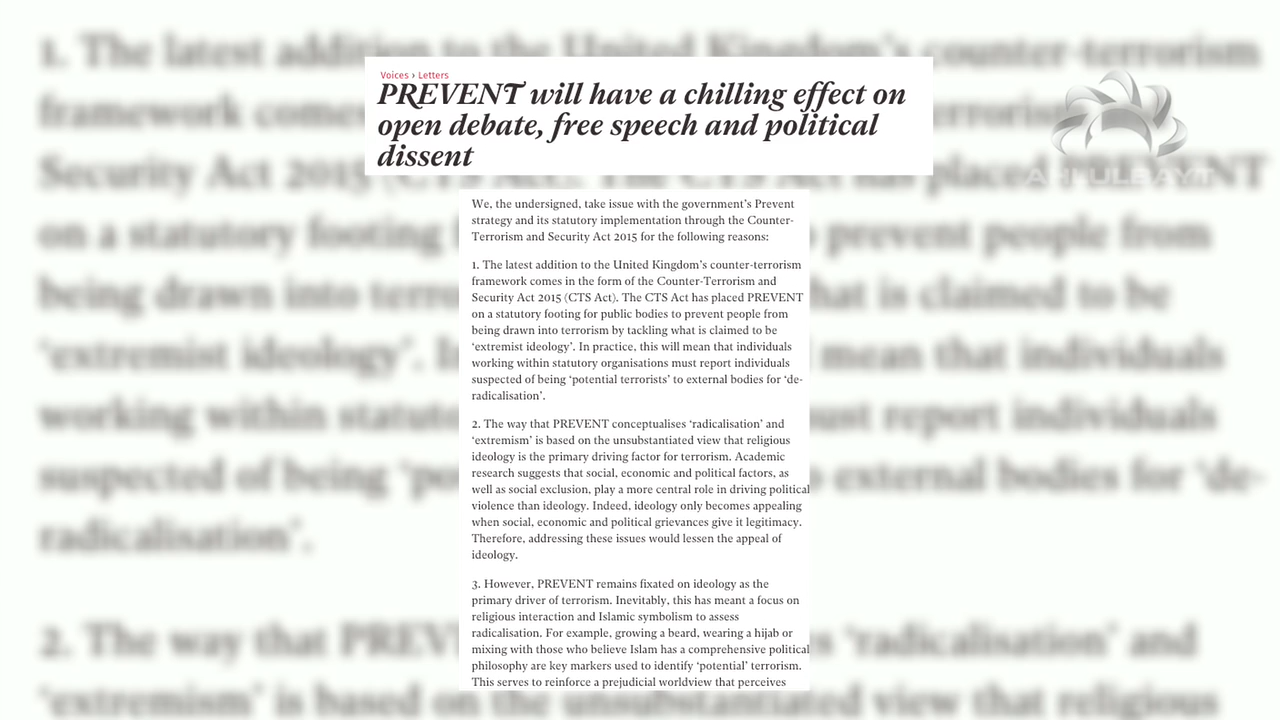 Voices › Letters
PREVENT will have a chilling effect on
open debate, free speech and political
dissent
We, the undersigned, take issue with the government's Prevent
strategy and its statutory implementation through the Counter-
Terrorism and Security Act 2015 for the following reasons:
1. The latest addition to the United Kingdom's counter-terrorism
framework comes in the form of the Counter-Terrorism and
Security Act 2015 (CTS Act). The CTS Act has placed PREVENT
on a statutory footing for public bodies to prevent people from
being drawn into terrorism by tackling what is claimed to be
‘extremist ideology’. In practice, this will mean that individuals
working within statutory organisations must report individuals
suspected of being ‘potential terrorists’ to external bodies for ‘de-
radicalisation’.
2. The way that PREVENT conceptualises ‘radicalisation’ and
‘extremism’ is based on the unsubstantiated view that religious
ideology is the primary driving factor for terrorism. Academic
research suggests that social, economic and political factors, as
well as social exclusion, play a more central role in driving political
violence than ideology. Indeed, ideology only becomes appealing
when social, economic and political grievances give it legitimacy.
Therefore, addressing these issues would lessen the appeal of
ideology.
3. However, PREVENT remains fixated on ideology as the
primary driver of terrorism. Inevitably, this has meant a focus on
religious interaction and Islamic symbolism to assess
radicalisation. For example, growing a beard, wearing a hijab or
mixing with those who believe Islam has a comprehensive political
philosophy are key markers used to identify ‘potential’ terrorism.
This serves to reinforce a prejudicial worldview that perceives